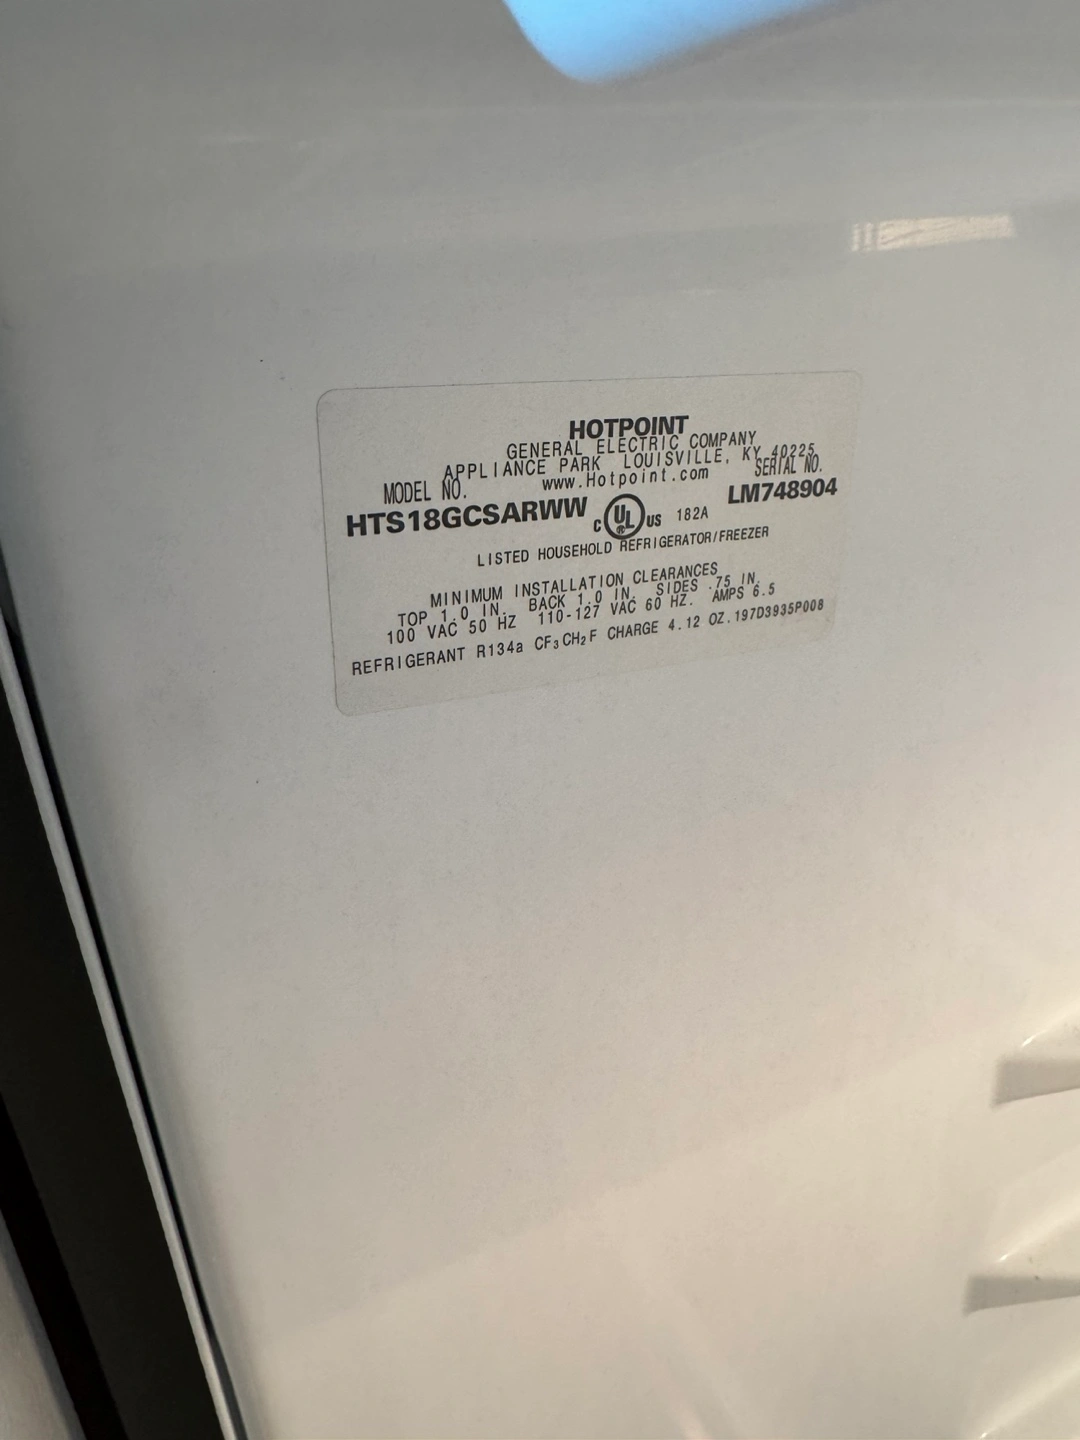 HOTPOINT
GENERAL ELECTRIC COMPANY
APPLIANCE PARK LOUISVILLE, KY 40225
www.Hotpoint.com
MODEL NO.
SERIAL NO.
HTS18GCSARWW
C UL ® US 182A
LM748904
LISTED HOUSEHOLD REFRIGERATOR/FREEZER
MINIMUM INSTALLATION CLEARANCES
TOP 1.0 IN. BACK 1.0 IN. SIDES .75 IN.
100 VAC 50 HZ 110-127 VAC 60 HZ. AMPS 6.5
REFRIGERANT R134a CF₃CH₂F CHARGE 4.12 OZ. 197D3935P008